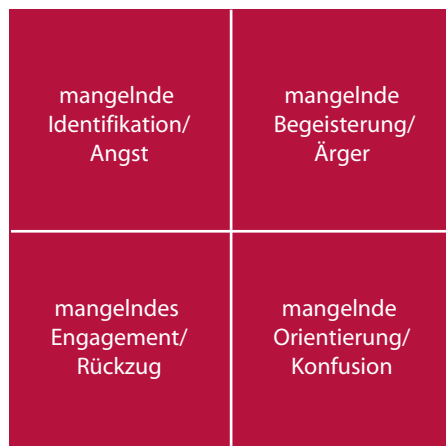 mangelnde
Identifikation/
Angst
mangelnde
Begeisterung/
Ärger
mangelndes
Engagement/
Rückzug
mangelnde
Orientierung/
Konfusion